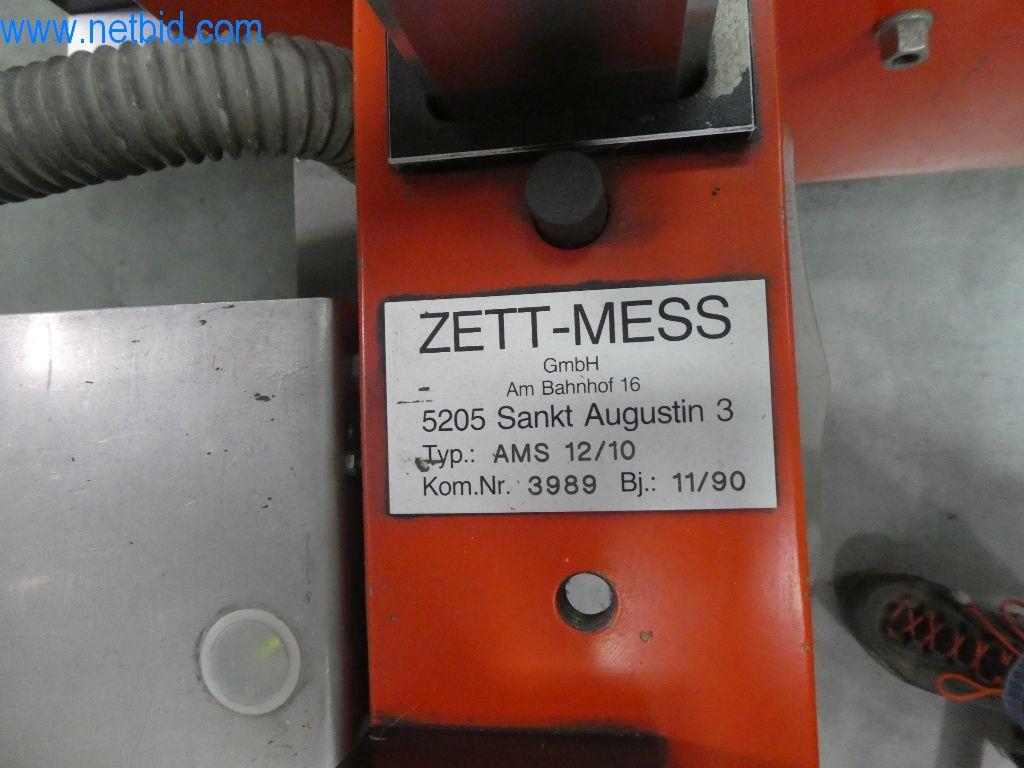 www.netbid.com
ZETT-MESS
GmbH
Am Bahnhof 16
5205 Sankt Augustin 3
Typ.: AMS 12/10
Kom.Nr. 3989 Bj.: 11/90